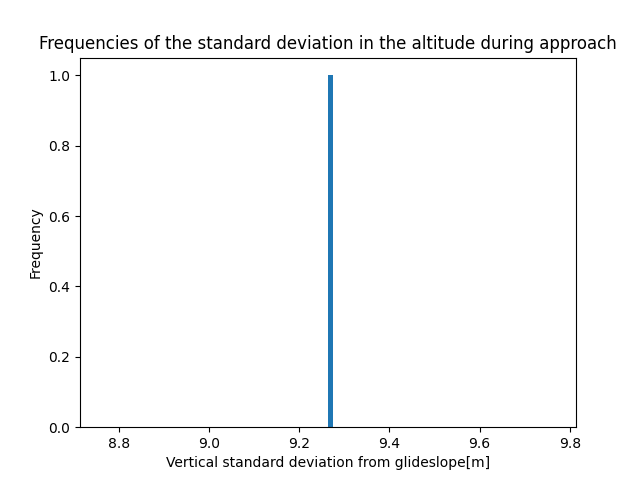 Frequencies of the standard deviation in the altitude during approach
1.0
0.8
0.6
0.4
0.2
0.0
Frequency
8.8 9.0 9.2 9.4 9.6 9.8
Vertical standard deviation from glideslope[m]